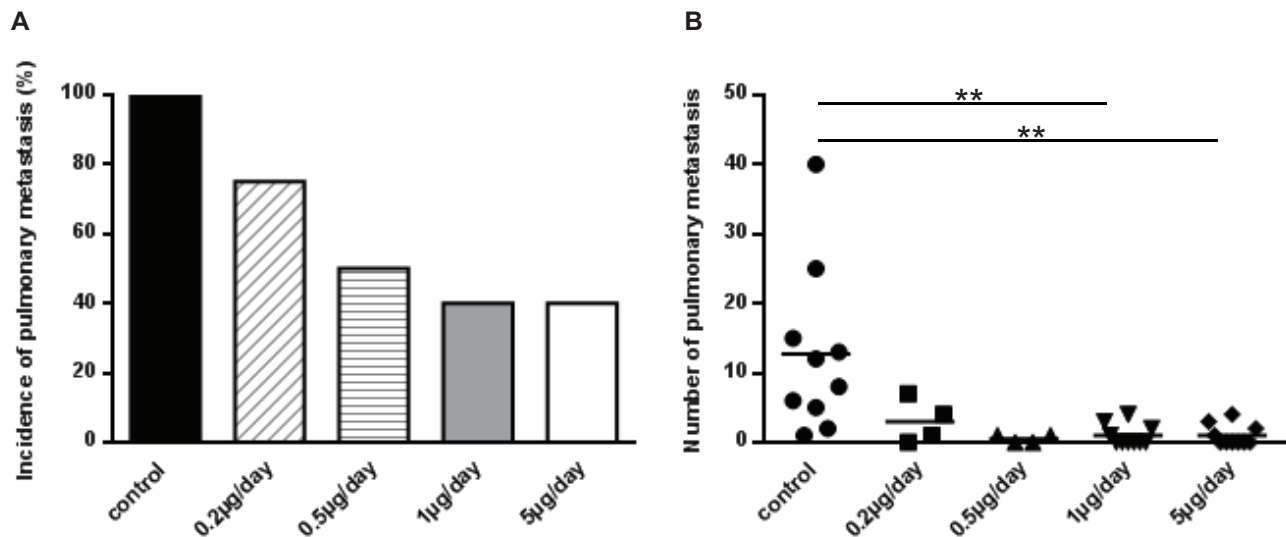 A
Incidence of pulmonary metastasis (%)
100
80
60
40
20
0
control
0.2µg/day
0.5µg/day
1µg/day
5µg/day
B
Number of pulmonary metastasis
50
40
30
20
10
0
**
**
control
0.2µg/day
0.5µg/day
1µg/day
5µg/day